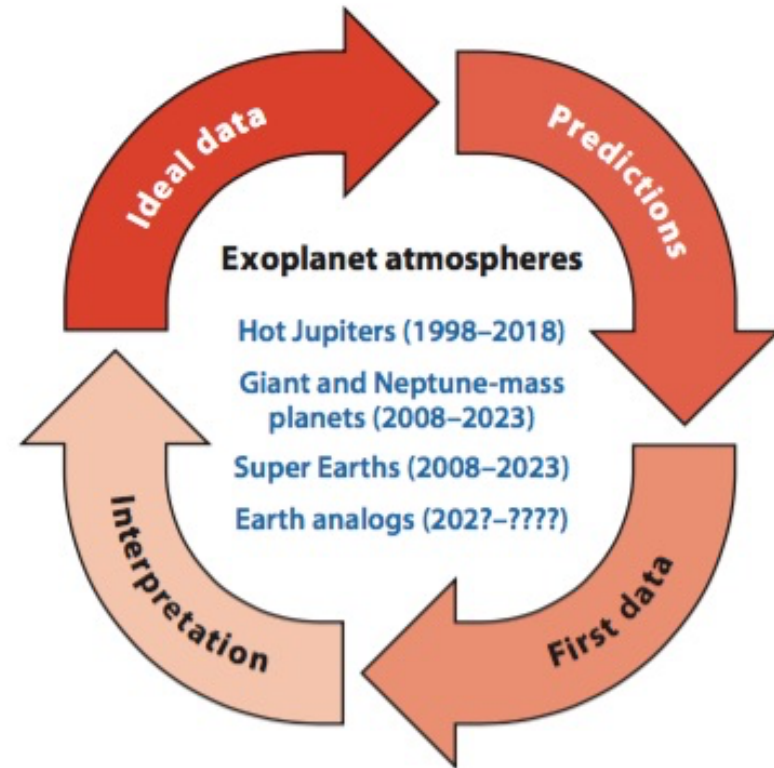 Ideal data
Predictions
Exoplanet atmospheres
Hot Jupiters (1998–2018)
Giant and Neptune-mass
planets (2008–2023)
Super Earths (2008–2023)
Earth analogs (202?–????)
Interpretation
First data